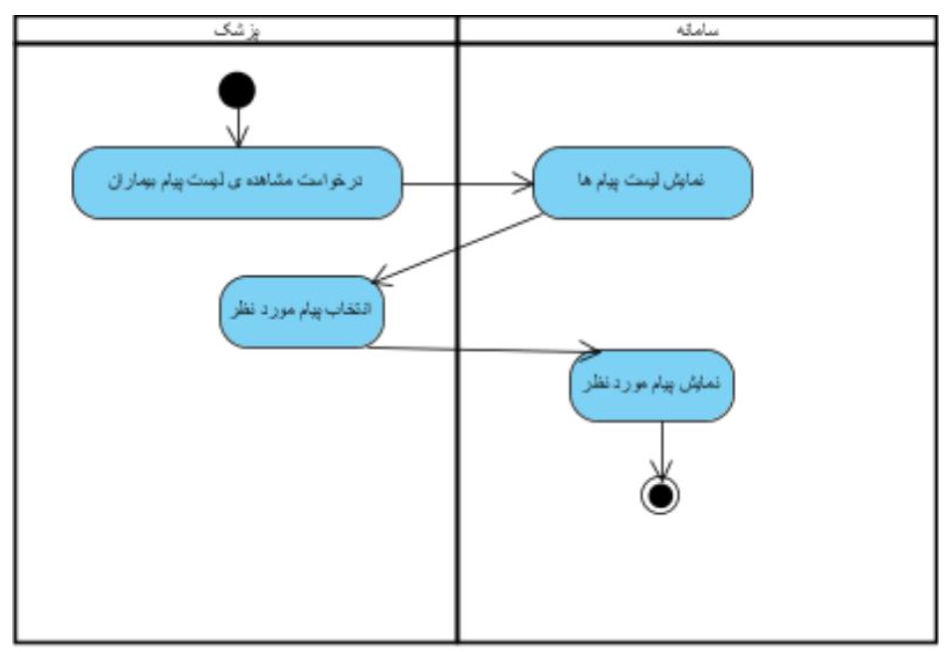 پزشک
سامانه
درخواست مشاهده ی لیست پیام بیماران
نمایش لیست پیام ها
انتخاب پیام مورد نظر
نمایش پیام مورد نظر